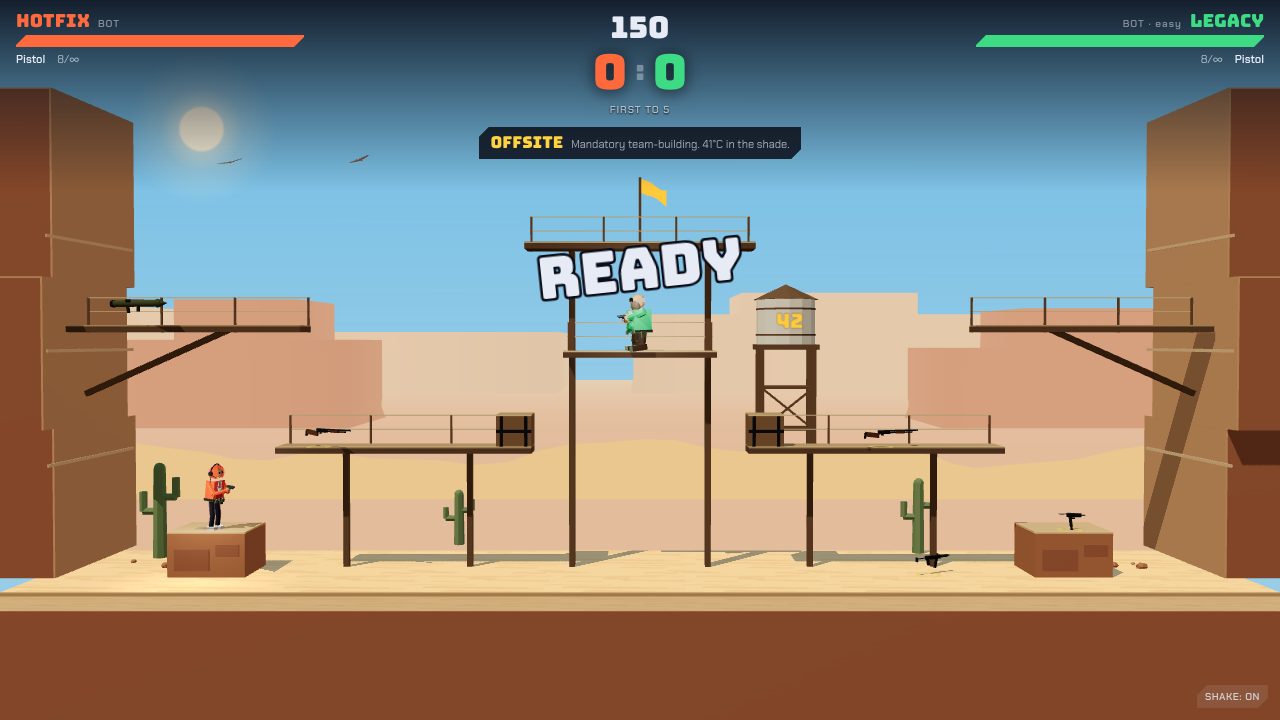 HOTFIX BOT
Pistol 8/∞
150
0:0
FIRST TO 5
BOT · easy LEGACY
8/∞ Pistol
OFFSITE Mandatory team-building. 41°C in the shade.
READY
42
SHAKE: ON